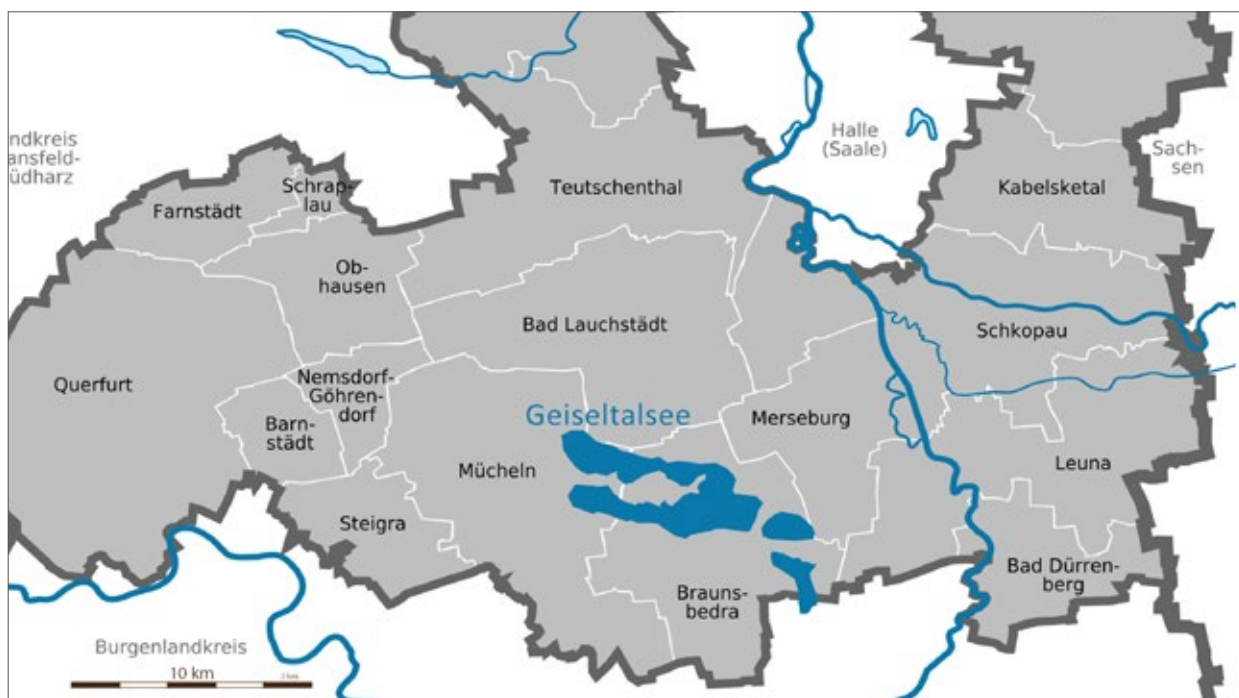 Halle
(Saale)
ndkreis
ansfeld-
üdharz
Sach-
sen
Schrap-
lau
Teutschenthal
Kabelsketal
Farnstädt
Ob-
hausen
Bad Lauchstädt
Schkopau
Querfurt
Nemsdorf-
Göhren-
dorf
Barn-
städt
Geiseltalsee
Merseburg
Mücheln
Leuna
Steigra
Bad Dürren-
berg
Brauns-
bedra
Burgenlandkreis
10 km